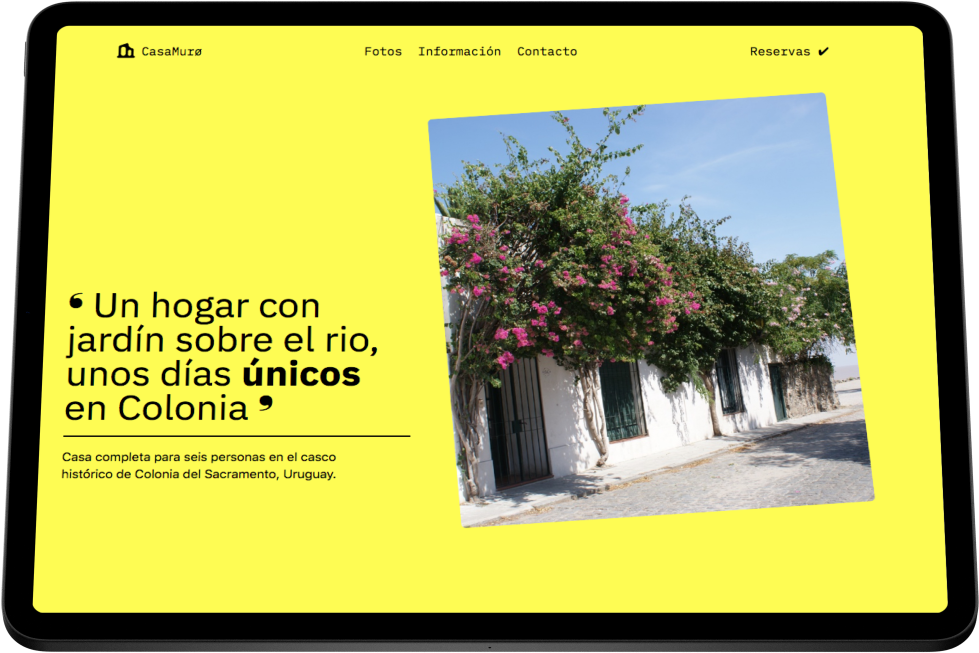 CasaMurø
Fotos Información Contacto
Reservas ✔
❛ Un hogar con
jardín sobre el rio,
unos días únicos
en Colonia ❜
Casa completa para seis personas en el casco
histórico de Colonia del Sacramento, Uruguay.